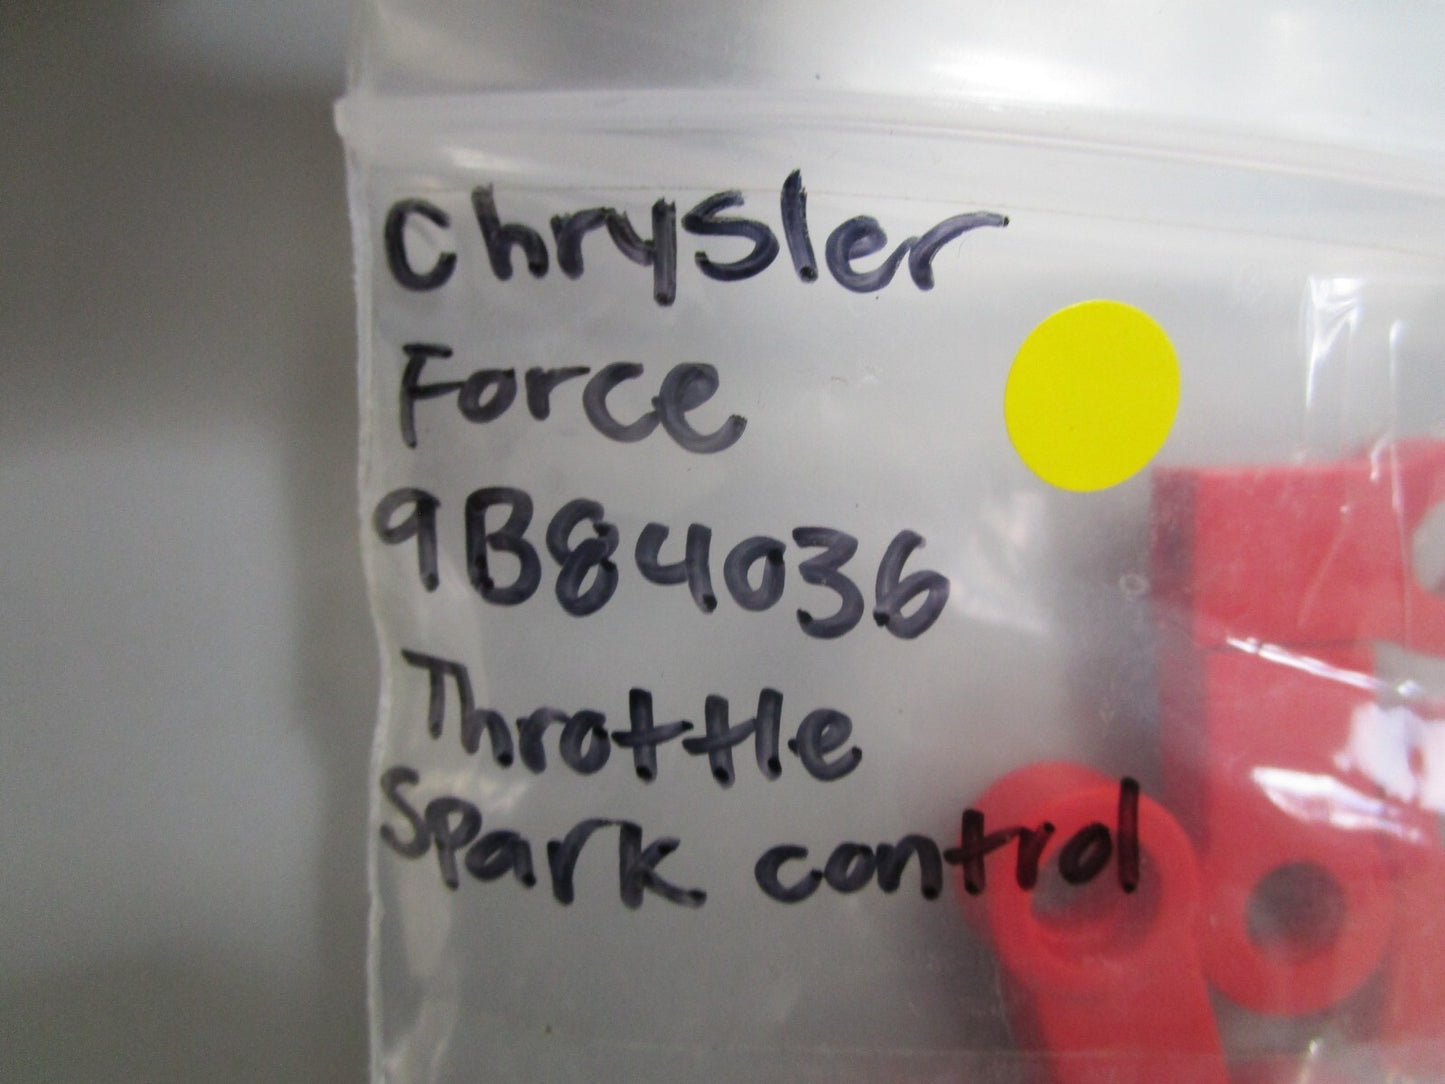 Chrysler
Force
9B84036
Throttle
Spark control